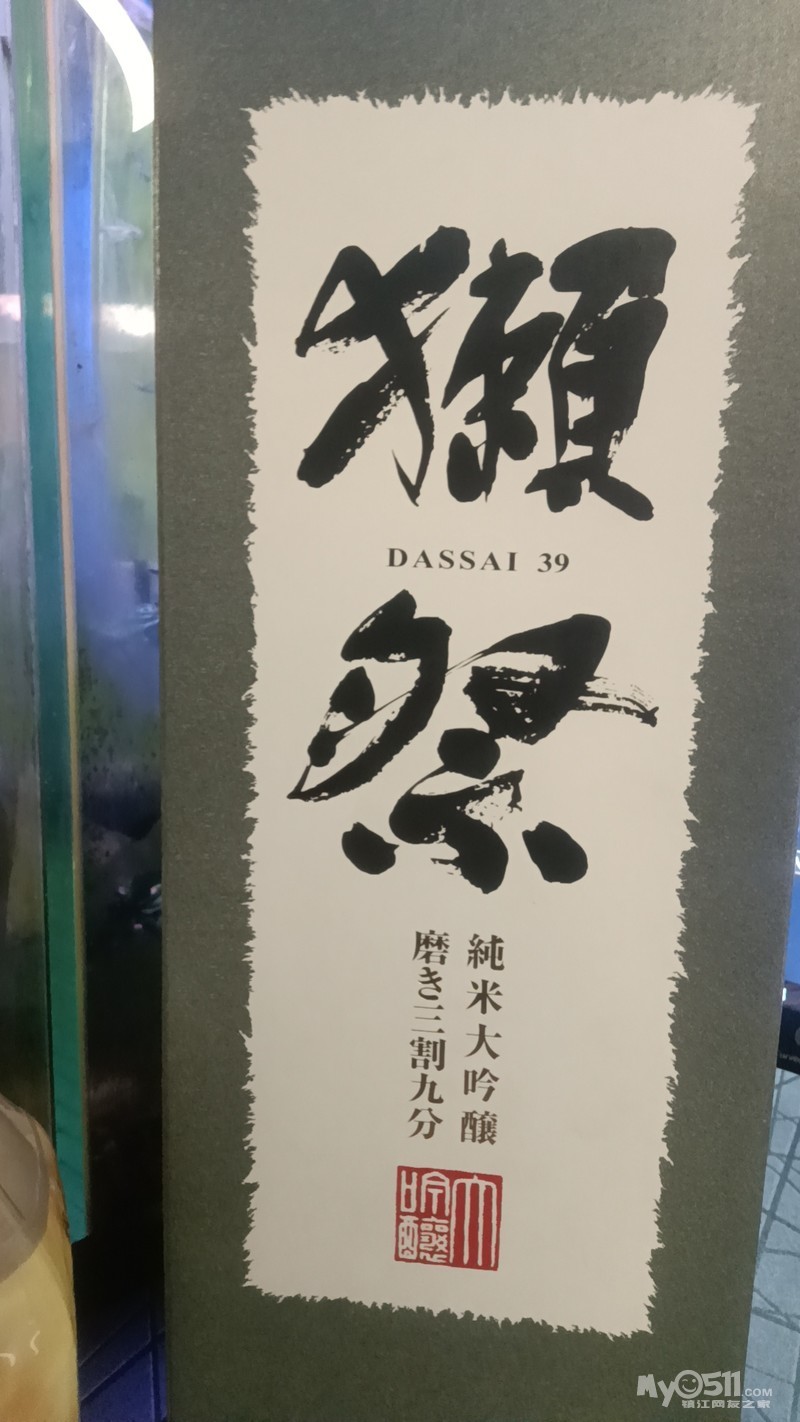 獺
DASSAI 39
祭
純米大吟醸
磨き三割九分
大吟醸
My0511.COM
镇江网友之家